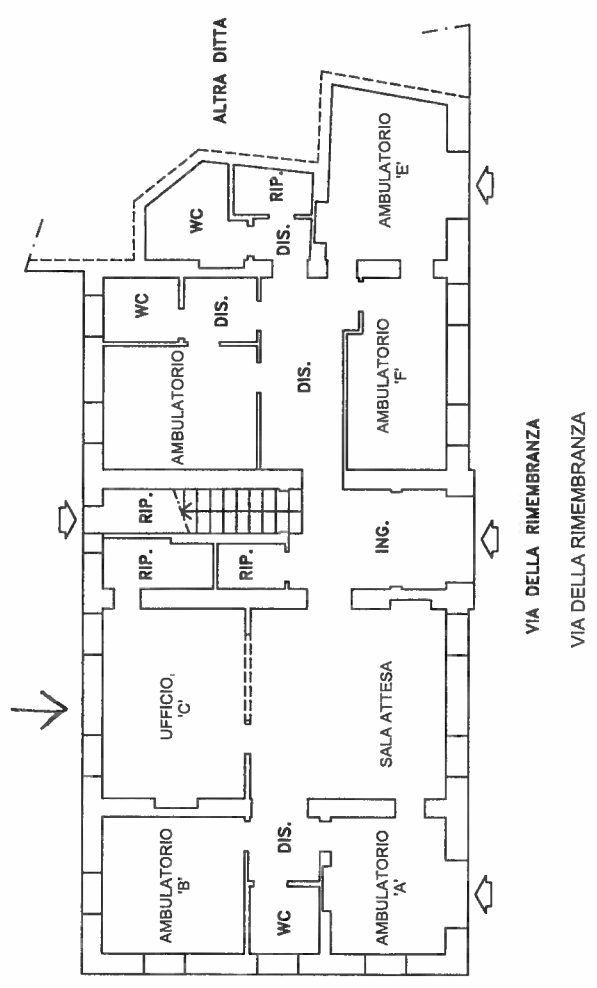 AMBULATORIO
'B'
UFFICIO,
'C'
RIP.
RIP.
RIP.
AMBULATORIO
WC
DIS.
WC
RIP.
DIS.
ALTRA DITTA
WC
DIS.
DIS.
AMBULATORIO
'A'
SALA ATTESA
ING.
AMBULATORIO
'F'
AMBULATORIO
'E'
VIA DELLA RIMEMBRANZA
VIA DELLA RIMEMBRANZA